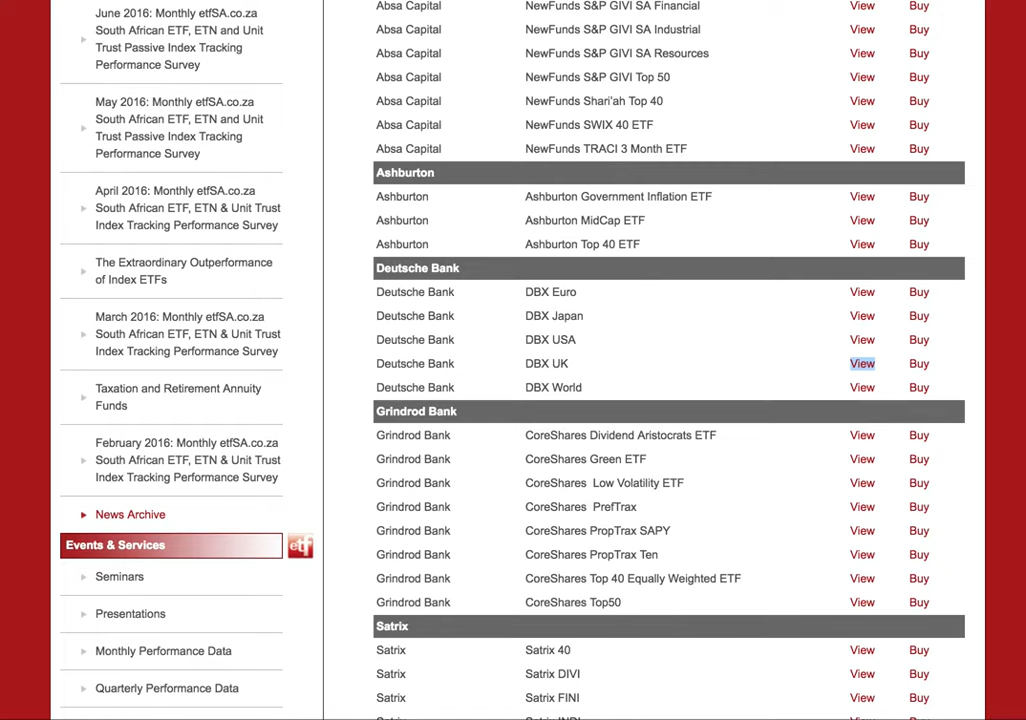 June 2016: Monthly etfSA.co.za
South African ETF, ETN and Unit
Trust Passive Index Tracking
Performance Survey
May 2016: Monthly etfSA.co.za
South African ETF, ETN and Unit
Trust Passive Index Tracking
Performance Survey
April 2016: Monthly etfSA.co.za
South African ETF, ETN & Unit Trust
Index Tracking Performance Survey
The Extraordinary Outperformance
of Index ETFs
March 2016: Monthly etfSA.co.za
South African ETF, ETN & Unit Trust
Index Tracking Performance Survey
Taxation and Retirement Annuity
Funds
February 2016: Monthly etfSA.co.za
South African ETF, ETN & Unit Trust
Index Tracking Performance Survey
News Archive
Events & Services
etf
Seminars
Presentations
Monthly Performance Data
Quarterly Performance Data
Absa Capital NewFunds S&P GIVI SA Financial View Buy
Absa Capital NewFunds S&P GIVI SA Industrial View Buy
Absa Capital NewFunds S&P GIVI SA Resources View Buy
Absa Capital NewFunds S&P GIVI Top 50 View Buy
Absa Capital NewFunds Shari'ah Top 40 View Buy
Absa Capital NewFunds SWIX 40 ETF View Buy
Absa Capital NewFunds TRACI 3 Month ETF View Buy
Ashburton
Ashburton Ashburton Government Inflation ETF View Buy
Ashburton Ashburton MidCap ETF View Buy
Ashburton Ashburton Top 40 ETF View Buy
Deutsche Bank
Deutsche Bank DBX Euro View Buy
Deutsche Bank DBX Japan View Buy
Deutsche Bank DBX USA View Buy
Deutsche Bank DBX UK View Buy
Deutsche Bank DBX World View Buy
Grindrod Bank
Grindrod Bank CoreShares Dividend Aristocrats ETF View Buy
Grindrod Bank CoreShares Green ETF View Buy
Grindrod Bank CoreShares Low Volatility ETF View Buy
Grindrod Bank CoreShares PrefTrax View Buy
Grindrod Bank CoreShares PropTrax SAPY View Buy
Grindrod Bank CoreShares PropTrax Ten View Buy
Grindrod Bank CoreShares Top 40 Equally Weighted ETF View Buy
Grindrod Bank CoreShares Top50 View Buy
Satrix
Satrix Satrix 40 View Buy
Satrix Satrix DIVI View Buy
Satrix Satrix FINI View Buy